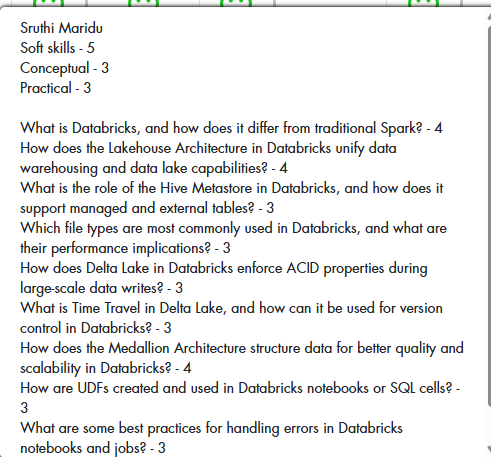 Sruthi Maridu
Soft skills - 5
Conceptual - 3
Practical - 3
What is Databricks, and how does it differ from traditional Spark? - 4
How does the Lakehouse Architecture in Databricks unify data
warehousing and data lake capabilities? - 4
What is the role of the Hive Metastore in Databricks, and how does it
support managed and external tables? - 3
Which file types are most commonly used in Databricks, and what are
their performance implications? - 3
How does Delta Lake in Databricks enforce ACID properties during
large-scale data writes? - 3
What is Time Travel in Delta Lake, and how can it be used for version
control in Databricks? - 3
How does the Medallion Architecture structure data for better quality and
scalability in Databricks? - 4
How are UDFs created and used in Databricks notebooks or SQL cells? -
3
What are some best practices for handling errors in Databricks
notebooks and jobs? - 3